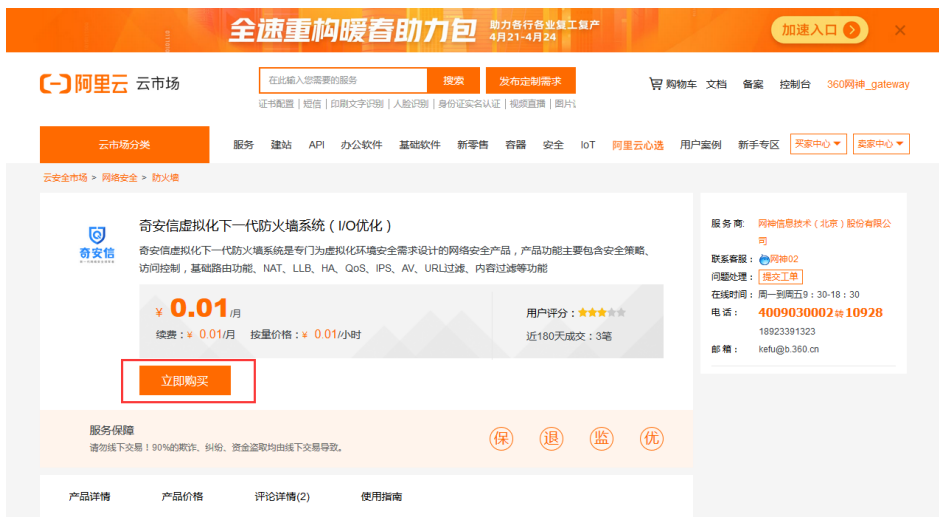 全速重构暖春助力包
助力各行各业复工复产
4月21-4月24
加速入口
阿里云 云市场
在此输入您需要的服务 搜索 发布定制需求
购物车 文档 备案 控制台 360网神_gateway
证书配置 | 短信 | 印刷文字识别 | 人脸识别 | 身份证实名认证 | 视频直播 | 图片
云市场分类 服务 建站 API 办公软件 基础软件 新零售 容器 安全 IoT 阿里云心选 用户案例 新手专区 买家中心 卖家中心
云安全市场 > 网络安全 > 防火墙
奇安信
奇安信虚拟化下一代防火墙系统（I/O优化）
奇安信虚拟化下一代防火墙系统是专门为虚拟化环境安全需求设计的网络安全产品，产品功能主要包含安全策略、
访问控制，基础路由功能、NAT、LLB、HA、QoS、IPS、AV、URL过滤、内容过滤等功能
¥ 0.01 /月
续费：¥ 0.01/月 按量价格：¥ 0.01/小时
用户评分：
近180天成交：3笔
立即购买
服务保障
请勿线下交易！90%的欺诈、纠纷、资金盗取均由线下交易导致。
保 退 监 优
产品详情 产品价格 评论详情(2) 使用指南
服务商: 网神信息技术（北京）股份有限公
司
联系客服： 网神02
问题处理： 提交工单
在线时间：周一到周五9：30-18：30
电话： 4009030002转10928
18923391323
邮箱： kefu@b.360.cn